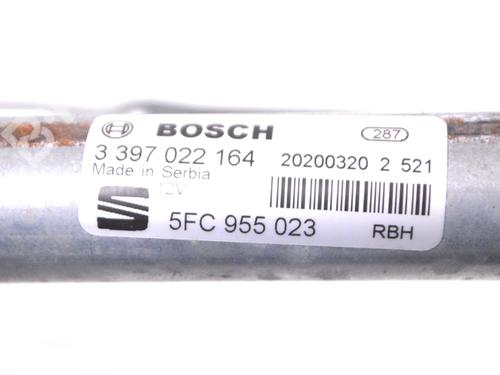 BOSCH
287
3 397 022 164
20200320 2 521
Made in Serbia
12V
5FC 955 023
RBH